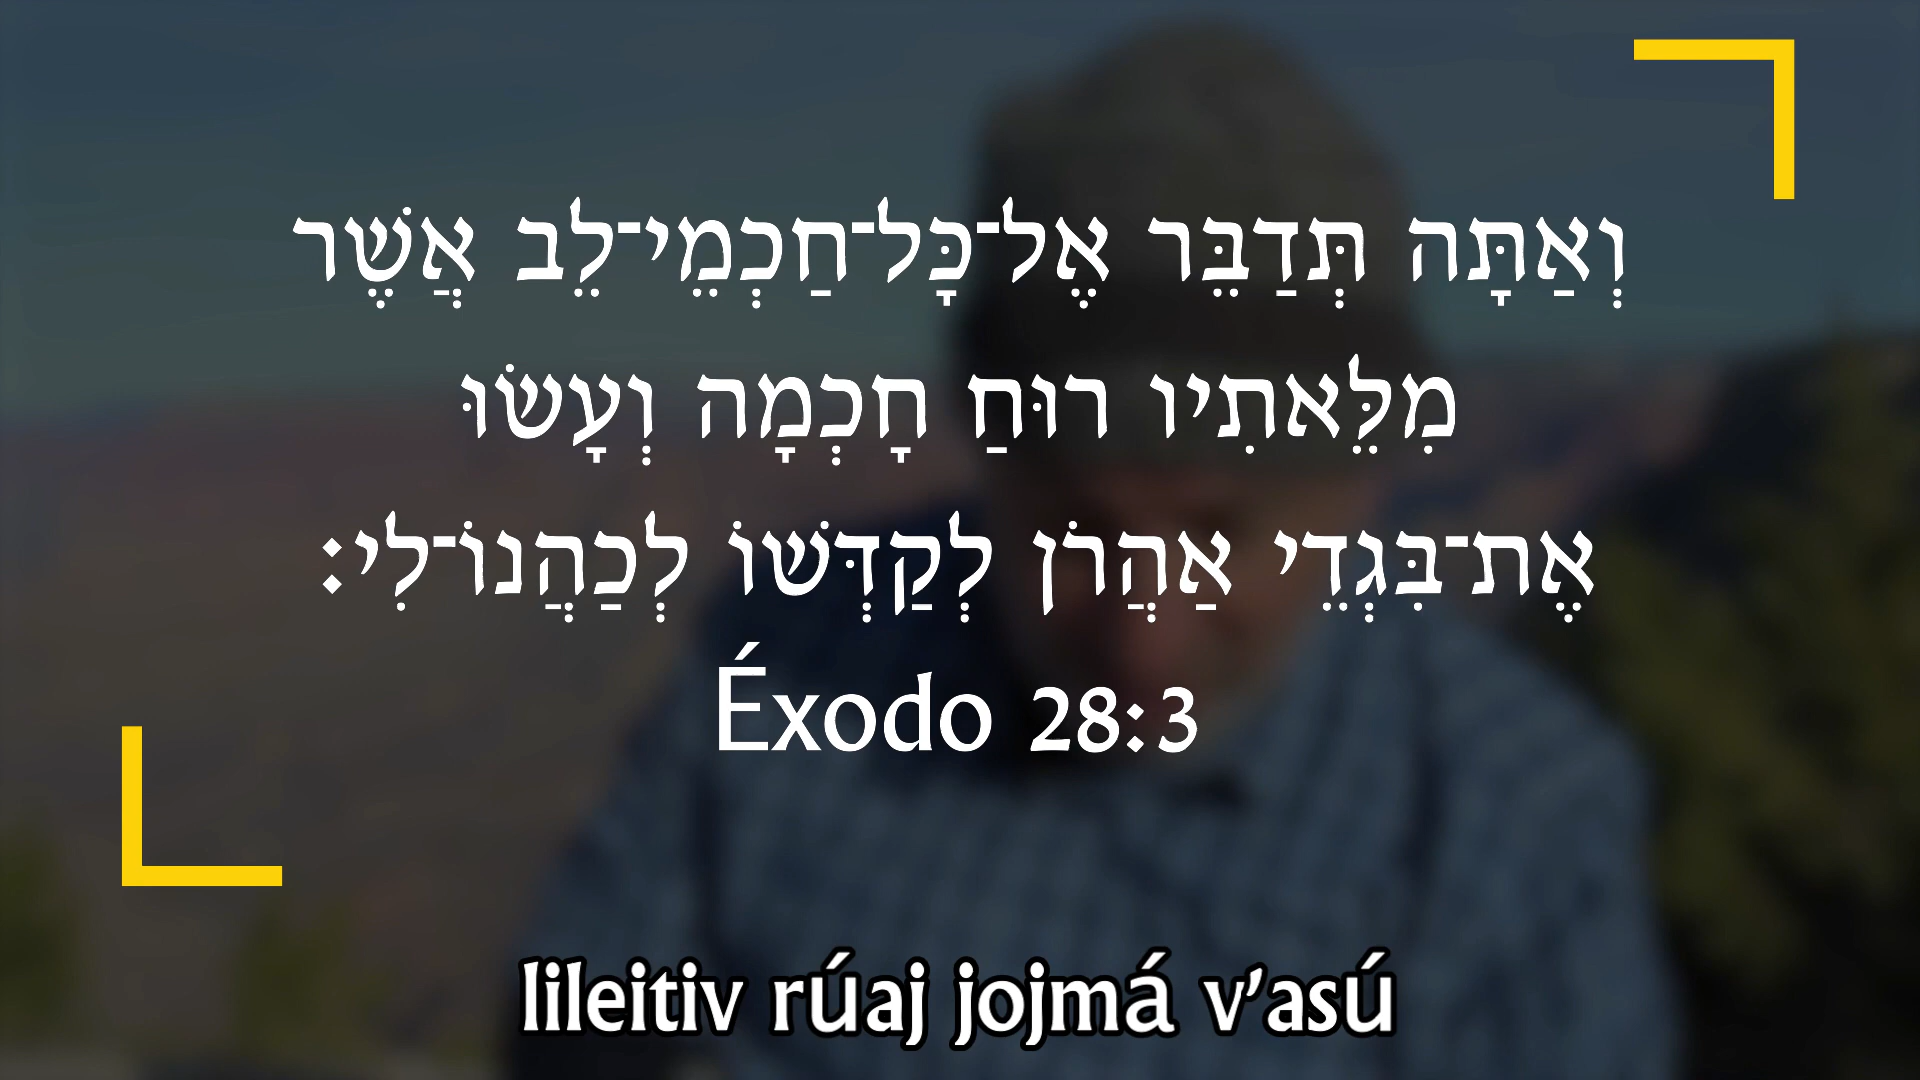 וְאַתָּה תְּדַבֵּר אֶל־כָּל־חַכְמֵי־לֵב אֲשֶׁר
מִלֵּאתִיו רוּחַ חָכְמָה וְעָשׂוּ
אֶת־בִּגְדֵי אַהֲרֹן לְקַדְּשׁוֹ לְכַהֲנוֹ־לִי׃
Éxodo 28:3
lileitiv rúaj jojmá v’asú